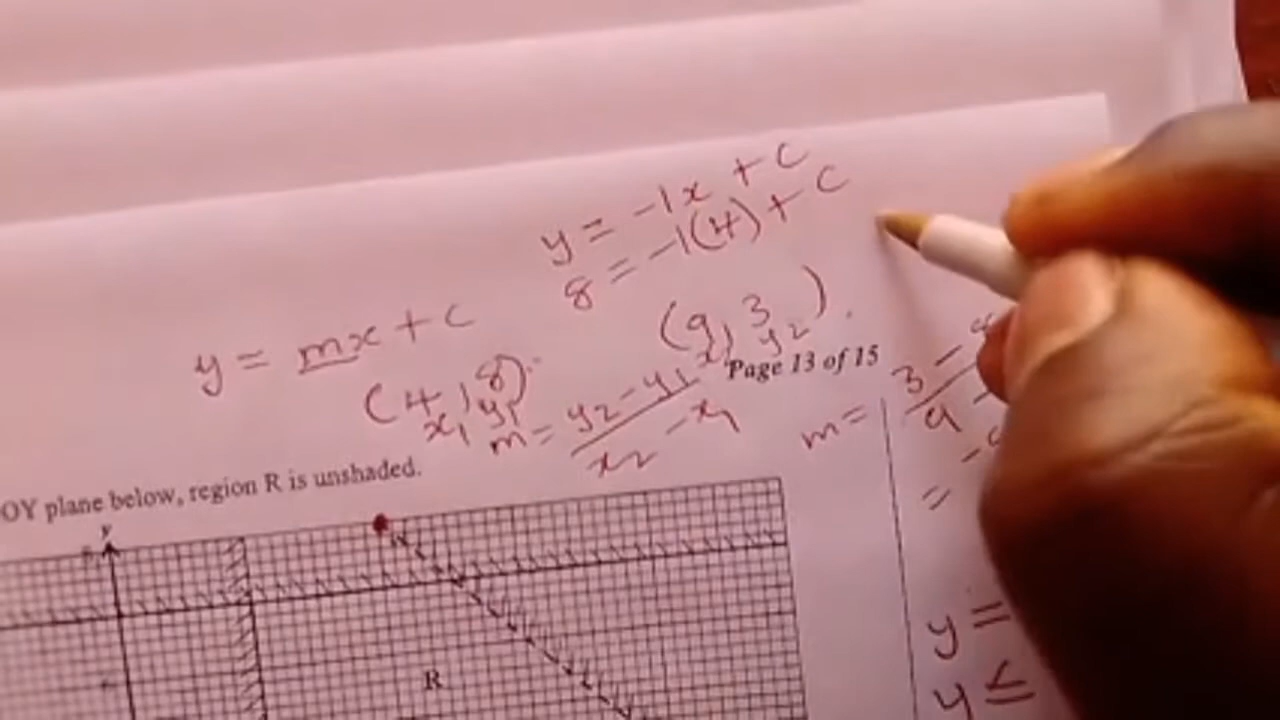 y = -1x + c
8 = -1(4) + c
y = mx + c
(4, 8).
x1 y1
(9, 3).
x2 y2
m = y2 - y1
x2 - x1
Page 13 of 15
m = 3 -
9 -
=
OY plane below, region R is unshaded.
y
R
y =
y ≤